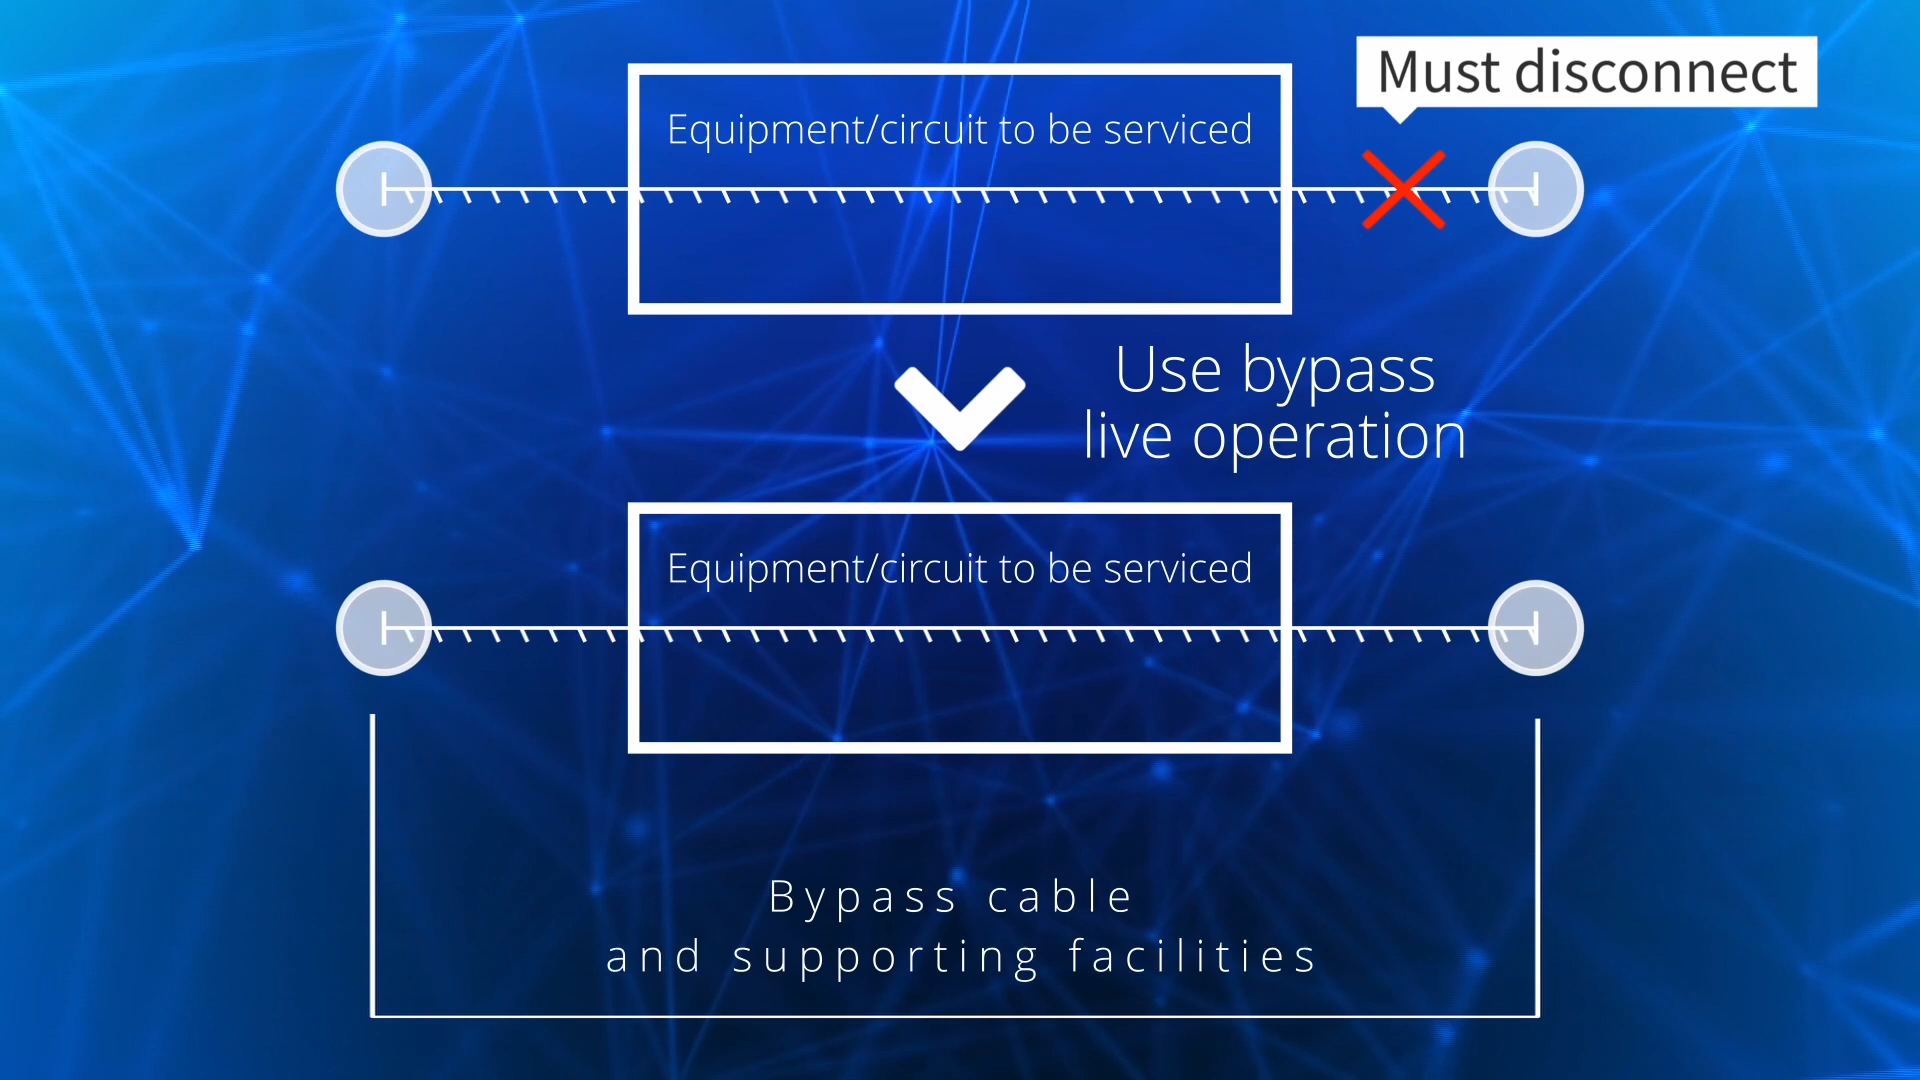 Must disconnect
Equipment/circuit to be serviced
Use bypass
live operation
Equipment/circuit to be serviced
Bypass cable
and supporting facilities